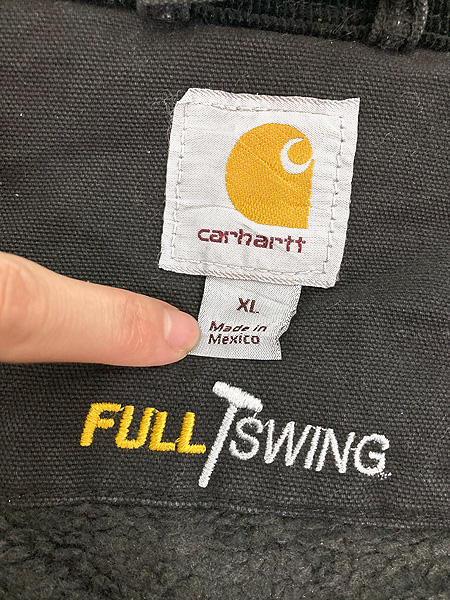 carhartt
XL
Made in
Mexico
FULL SWING